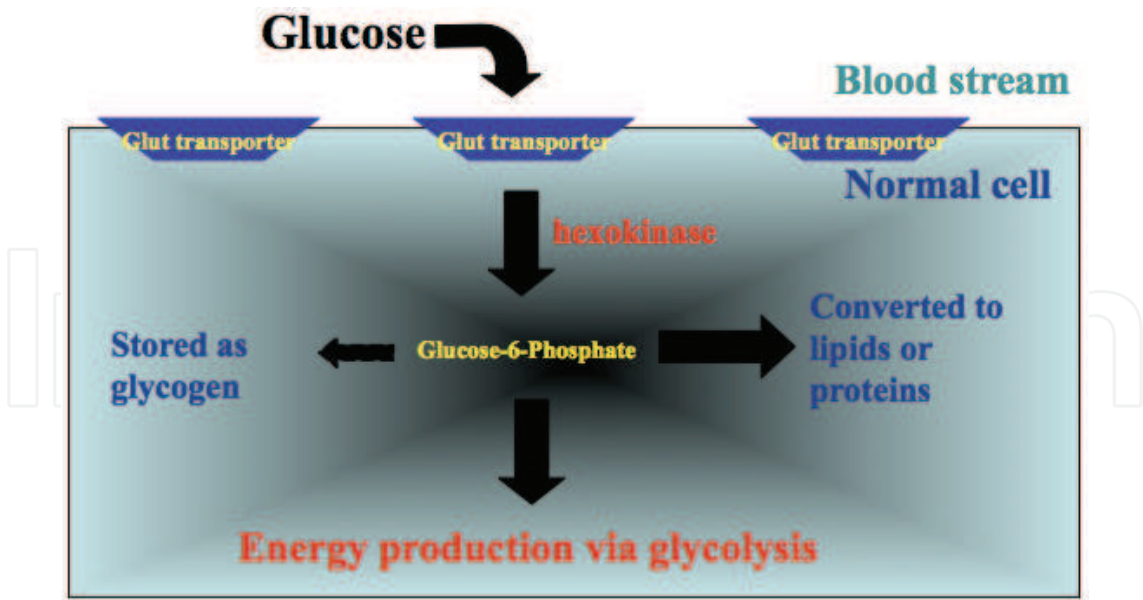 Glucose
Blood stream
Glut transporter
Glut transporter
Glut transporter
Normal cell
hexokinase
Stored as
glycogen
Glucose-6-Phosphate
Converted to
lipids or
proteins
Energy production via glycolysis